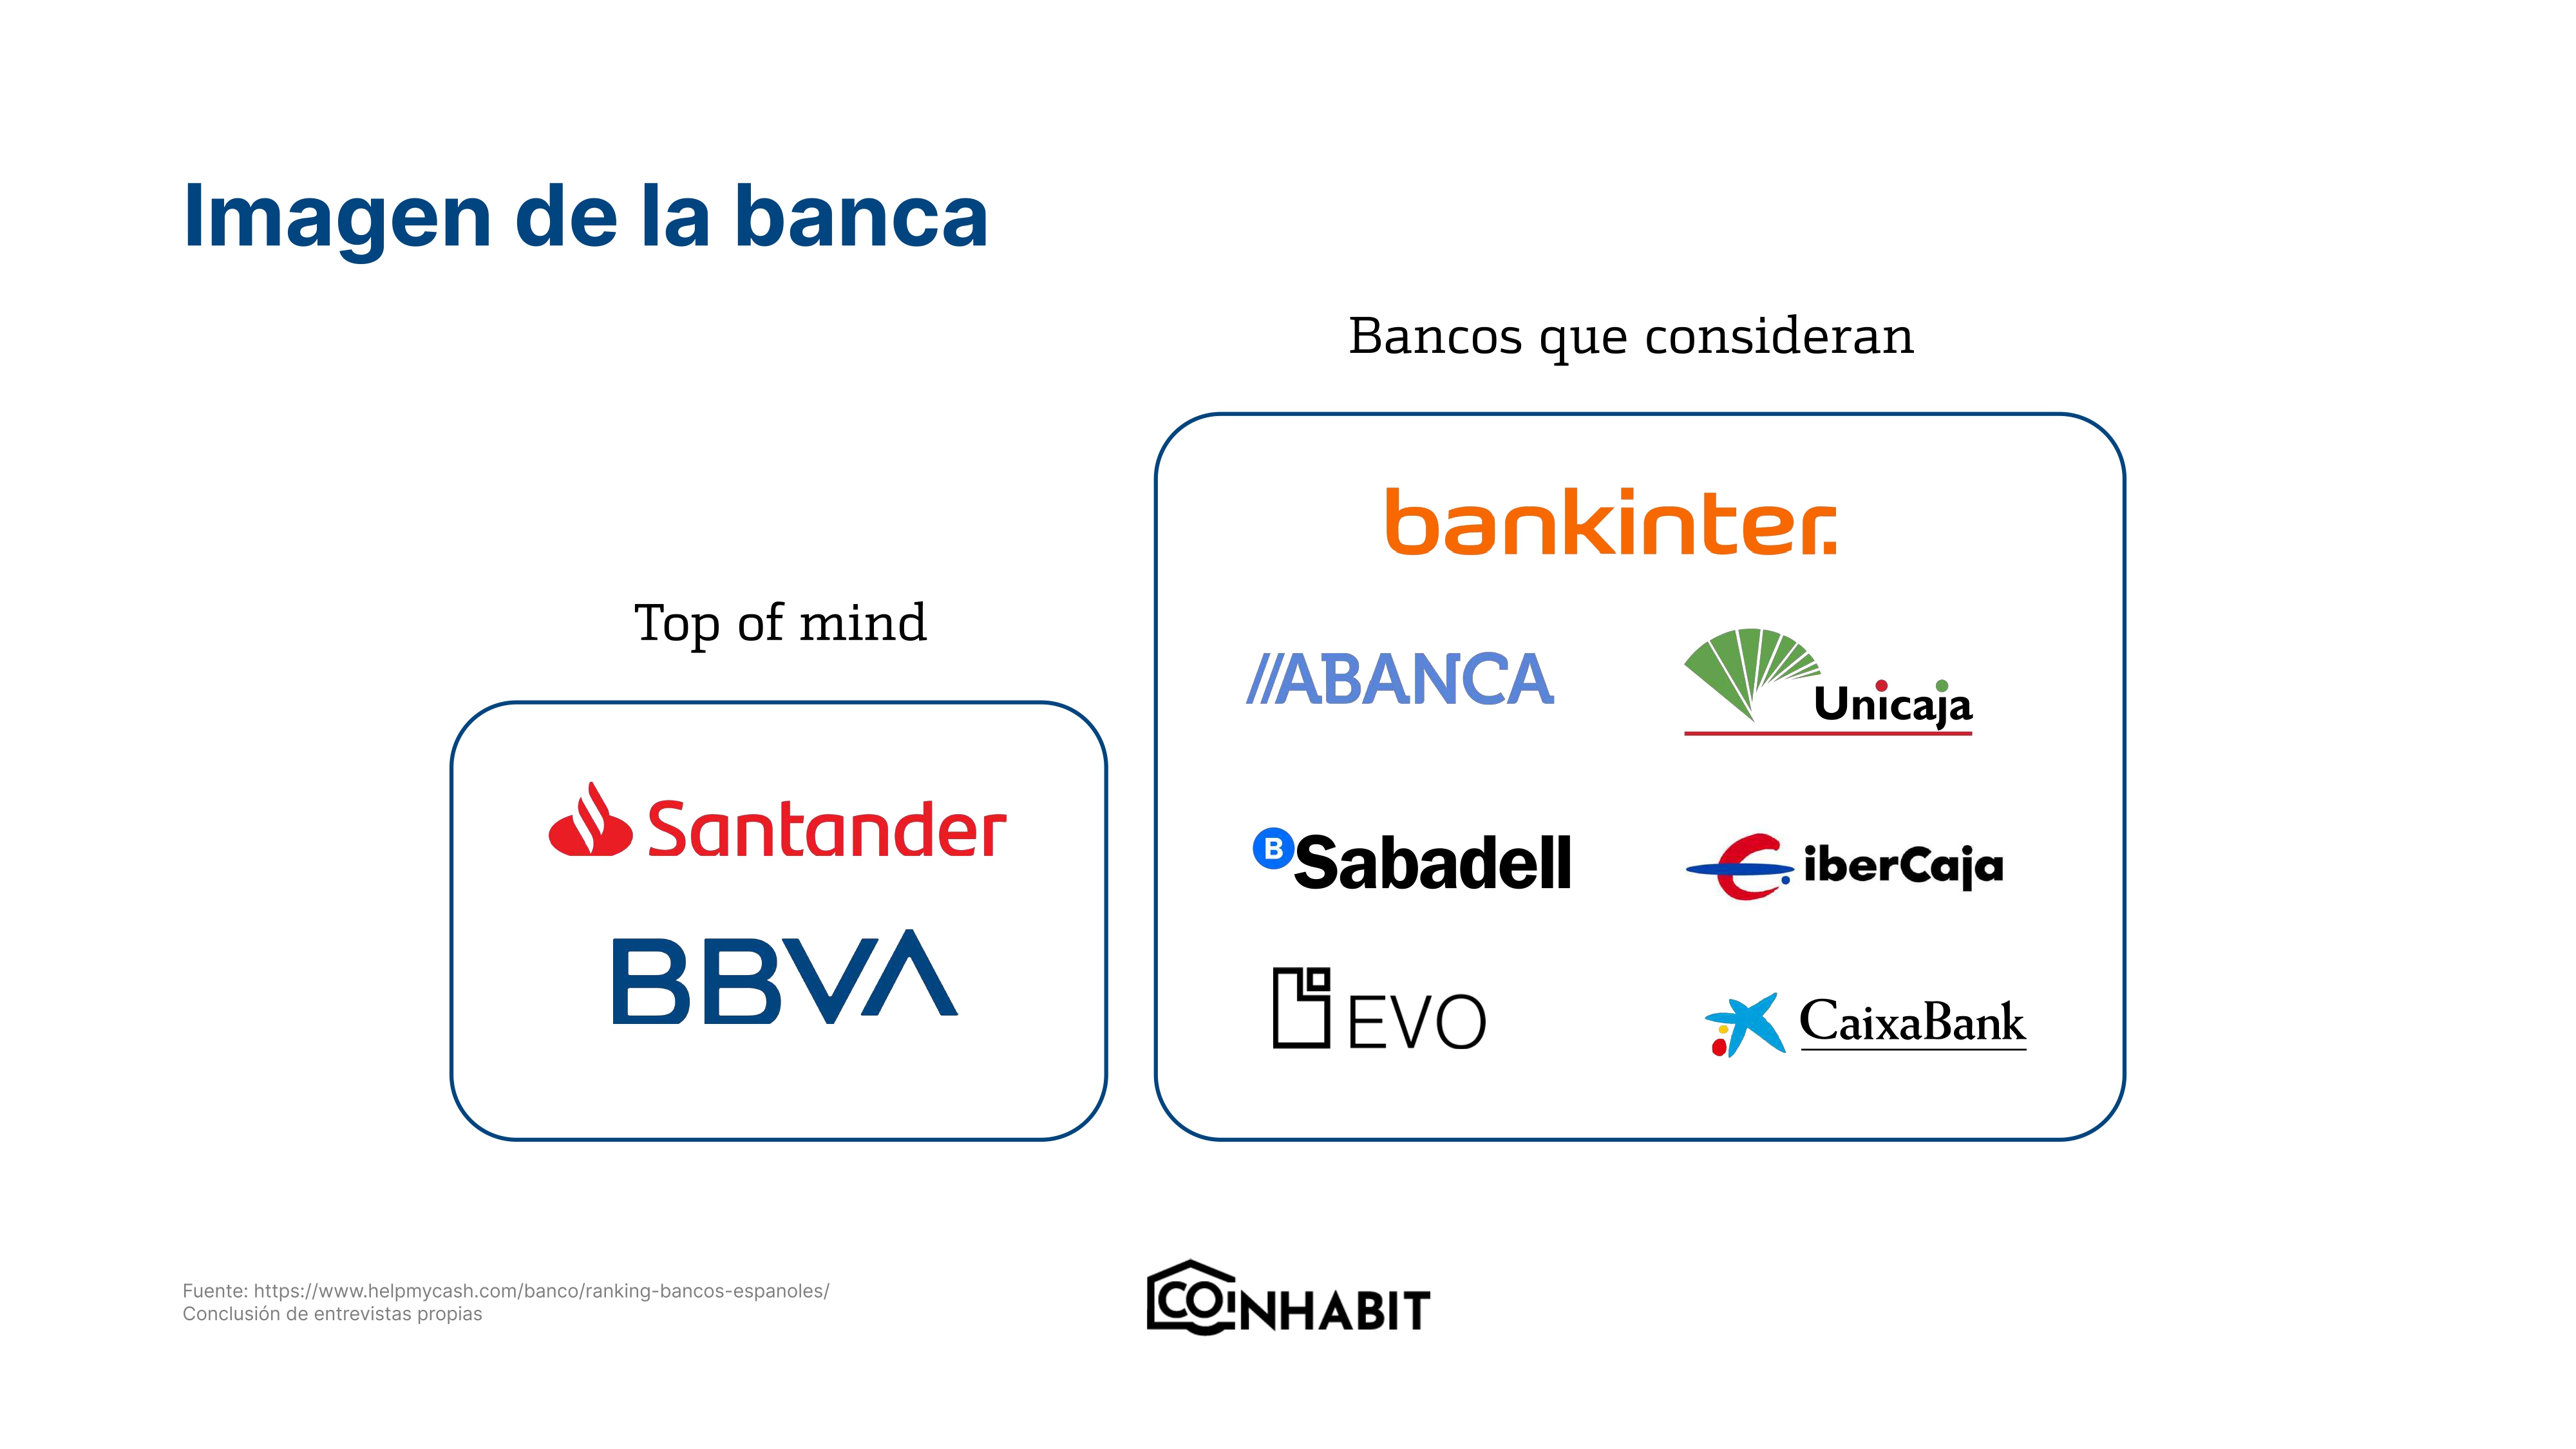 Imagen de la banca
Bancos que consideran
bankinter.
Top of mind
//ABANCA
Unicaja
Santander
B Sabadell
iberCaja
BBVA
EVO
CaixaBank
Fuente: https://www.helpmycash.com/banco/ranking-bancos-espanoles/
Conclusión de entrevistas propias
COINHABIT